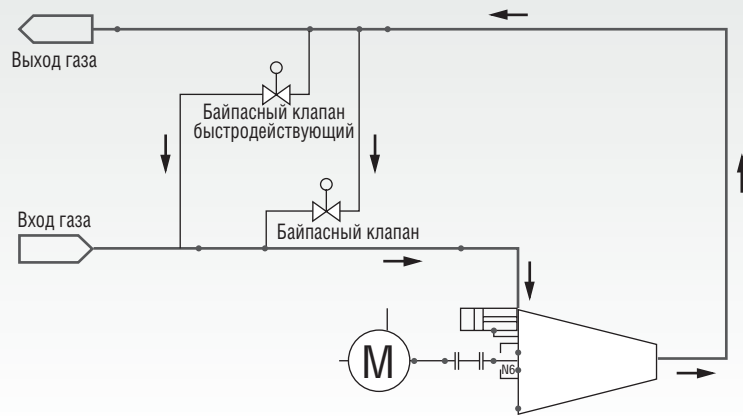 Выход газа
Байпасный клапан
быстродействующий
Вход газа
Байпасный клапан
M
N6